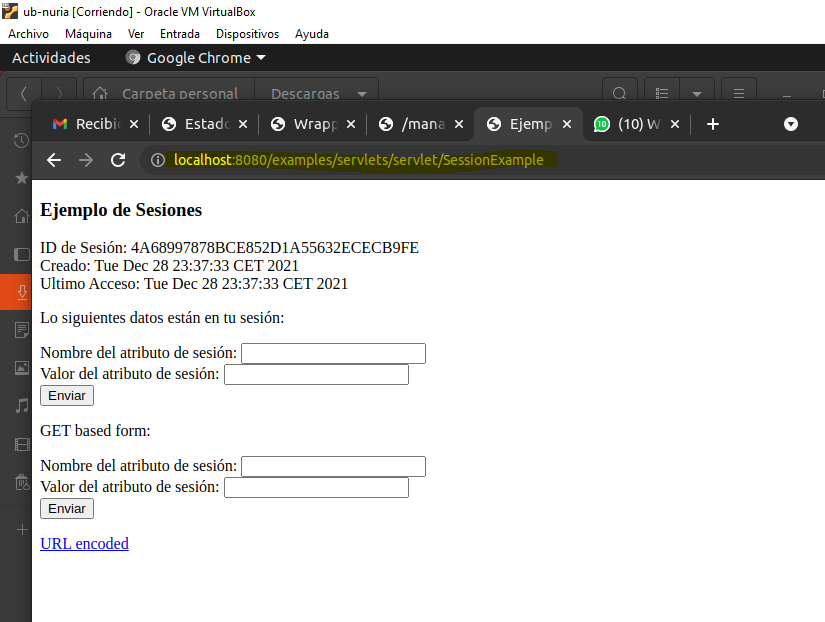 ub-nuria [Corriendo] - Oracle VM VirtualBox
Archivo Máquina Ver Entrada Dispositivos Ayuda
Actividades Google Chrome
Carpeta personal Descargas
Recibi Estado Wrapp /mana Ejemp (10) W
localhost:8080/examples/servlets/servlet/SessionExample
Ejemplo de Sesiones
ID de Sesión: 4A68997878BCE852D1A55632ECECB9FE
Creado: Tue Dec 28 23:37:33 CET 2021
Ultimo Acceso: Tue Dec 28 23:37:33 CET 2021
Lo siguientes datos están en tu sesión:
Nombre del atributo de sesión:
Valor del atributo de sesión:
Enviar
GET based form:
Nombre del atributo de sesión:
Valor del atributo de sesión:
Enviar
URL encoded